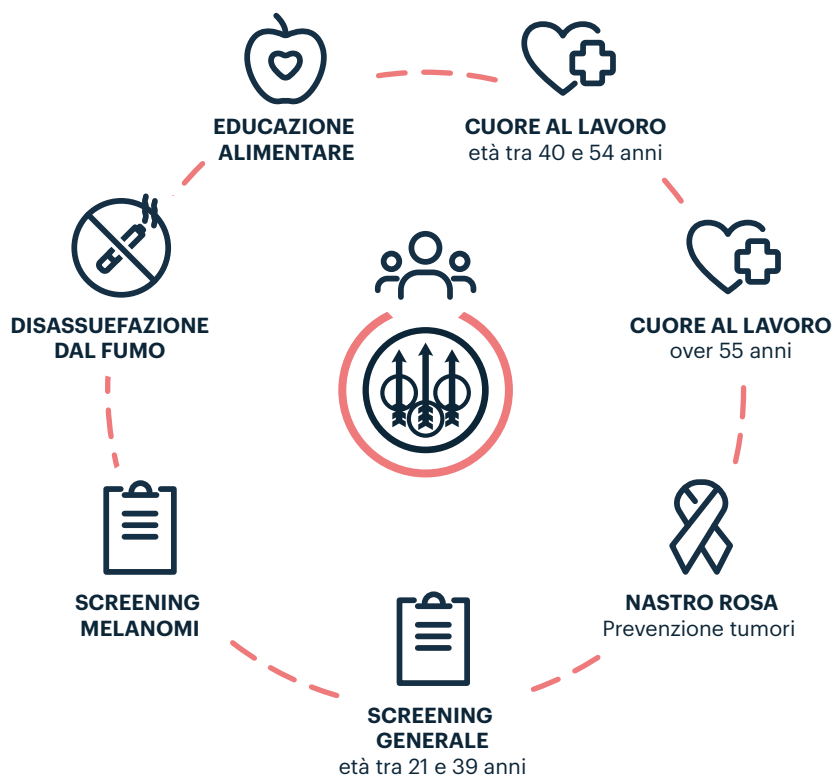 EDUCAZIONE
ALIMENTARE
CUORE AL LAVORO
età tra 40 e 54 anni
DISASSUEFAZIONE
DAL FUMO
CUORE AL LAVORO
over 55 anni
SCREENING
MELANOMI
NASTRO ROSA
Prevenzione tumori
SCREENING
GENERALE
età tra 21 e 39 anni